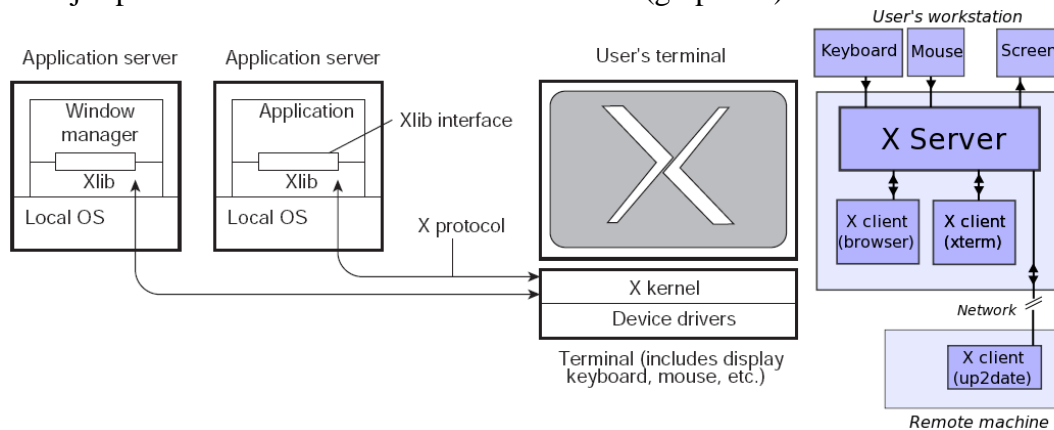 User's workstation
Application server
Application server
User's terminal
Keyboard
Mouse
Screen
Window
manager
Xlib
Local OS
Application
Xlib
Local OS
Xlib interface
X protocol
X kernel
Device drivers
Terminal (includes display
keyboard, mouse, etc.)
X Server
X client
(browser)
X client
(xterm)
Network
X client
(up2date)
Remote machine